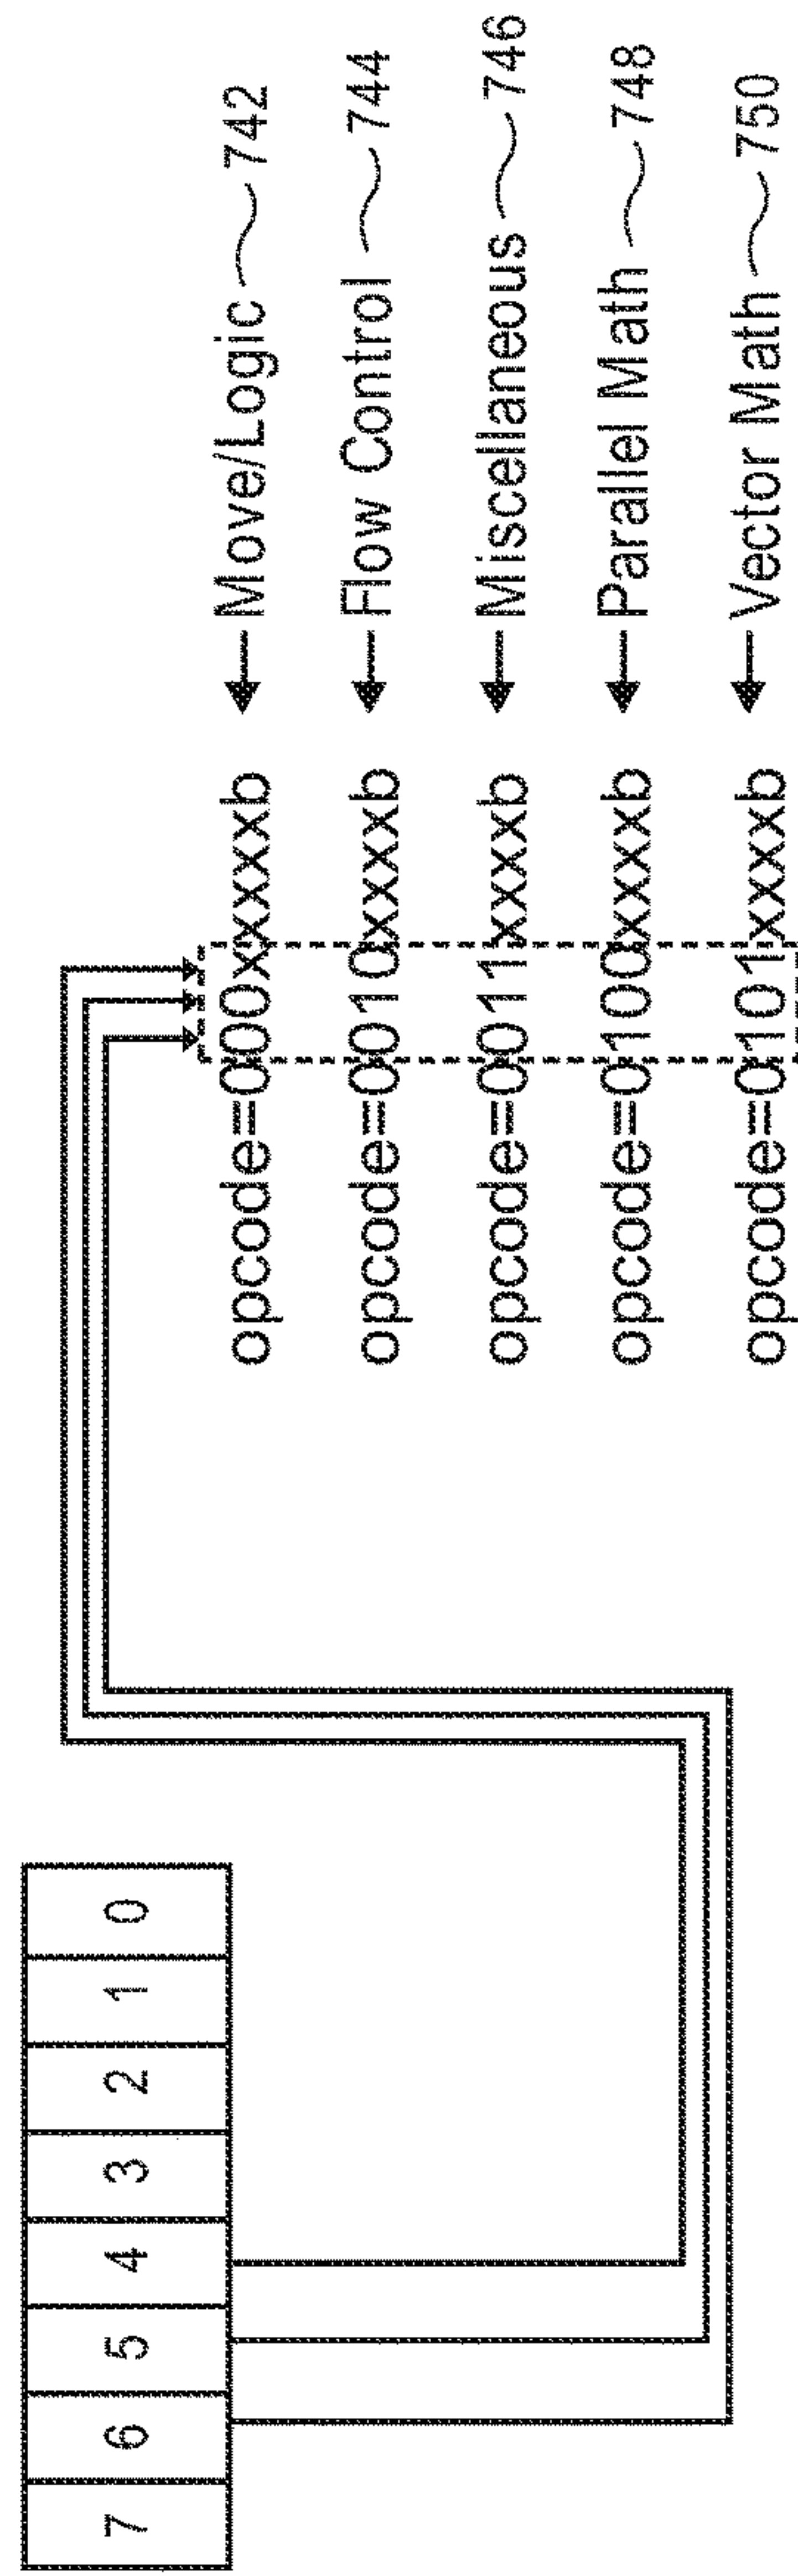 7 6 5 4 3 2 1 0
opcode=000xxxxxb ← Move/Logic 742
opcode=0010xxxxb ← Flow Control 744
opcode=0011xxxxb ← Miscellaneous 746
opcode=0100xxxxb ← Parallel Math 748
opcode=0101xxxxb ← Vector Math 750